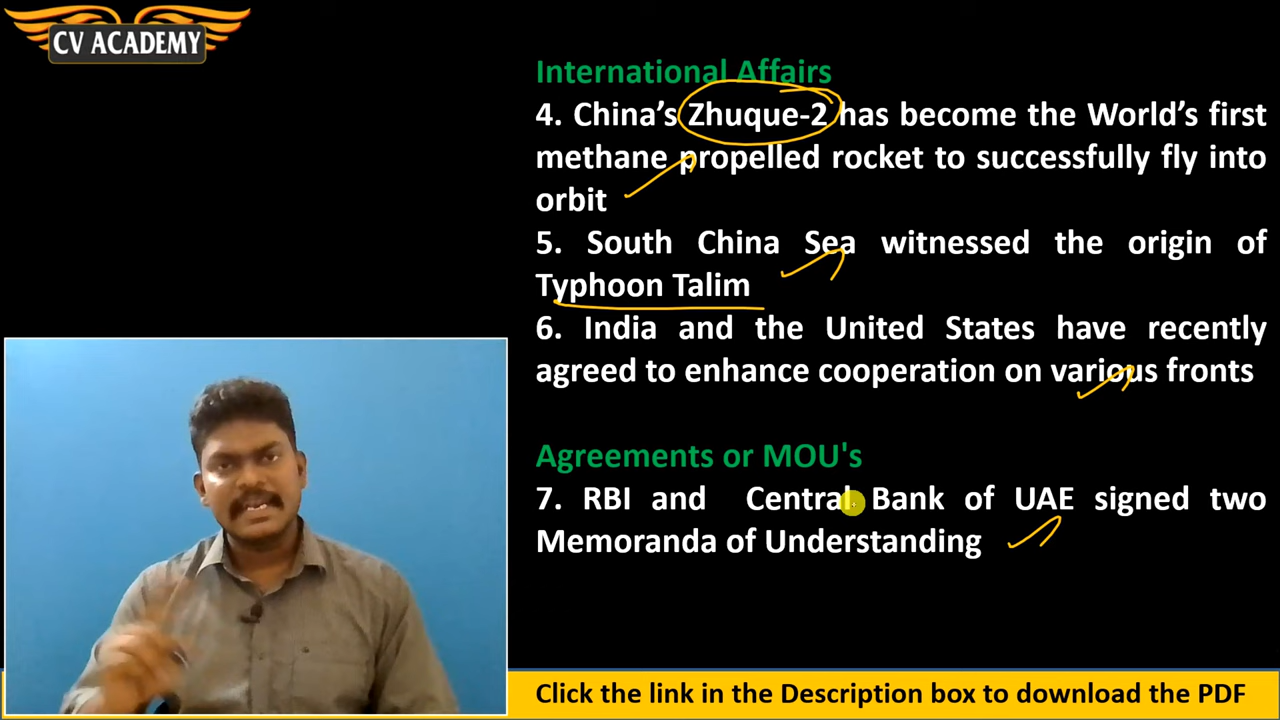 CV ACADEMY
International Affairs
4. China's Zhuque-2 has become the World's first
methane propelled rocket to successfully fly into
orbit
5. South China Sea witnessed the origin of
Typhoon Talim
6. India and the United States have recently
agreed to enhance cooperation on various fronts
Agreements or MOU's
7. RBI and Central Bank of UAE signed two
Memoranda of Understanding
Click the link in the Description box to download the PDF